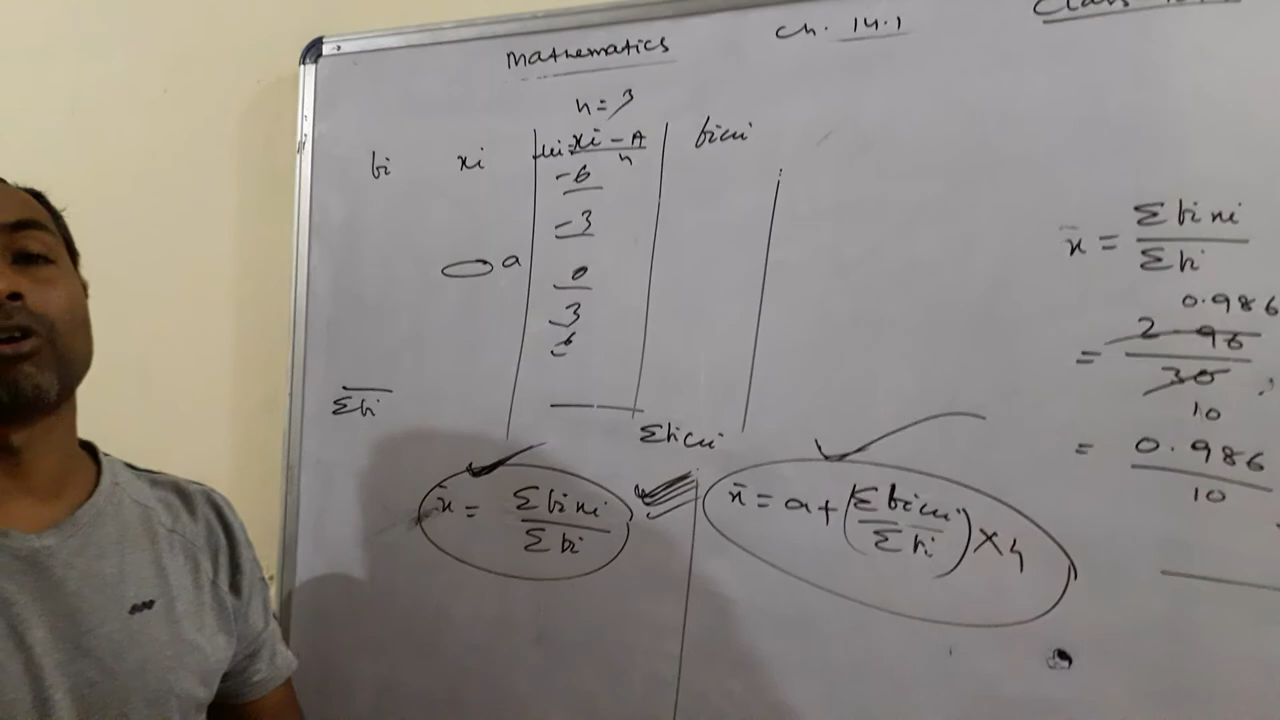 Mathematics
Ch. 14.1
Class
h = 3
fi xi ui = xi - A / h fiui
-6
-3
a 0
3
6
Σfi
Σfiui
x̄ = Σfixi / Σfi
x̄ = a + (Σfiui / Σfi) × h
x̄ = Σfixi / Σfi
0.986
= 2 96 / 30
10
= 0.986 / 10